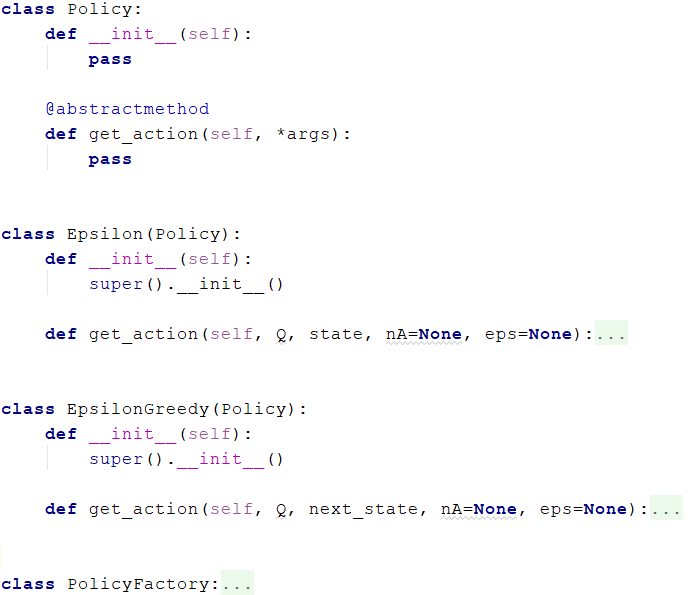 class Policy:
    def __init__(self):
        pass

    @abstractmethod
    def get_action(self, *args):
        pass


class Epsilon(Policy):
    def __init__(self):
        super().__init__()

    def get_action(self, Q, state, nA=None, eps=None):...


class EpsilonGreedy(Policy):
    def __init__(self):
        super().__init__()

    def get_action(self, Q, next_state, nA=None, eps=None):...


class PolicyFactory:...